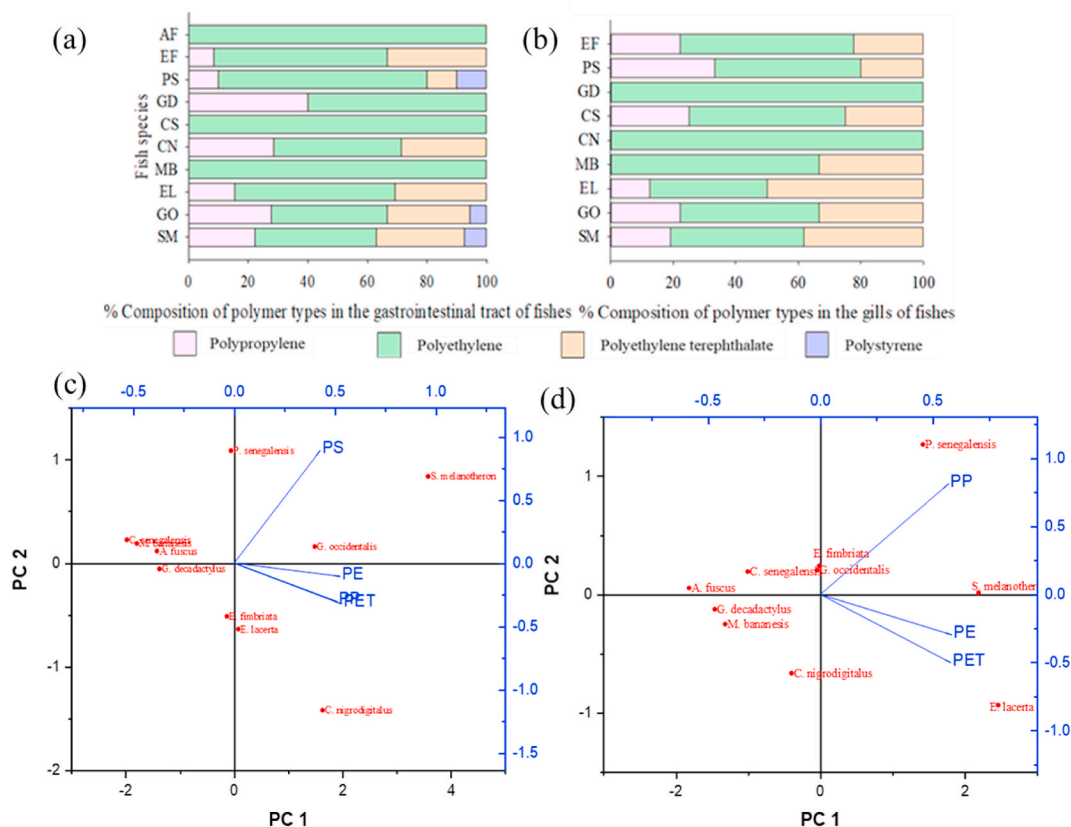 (a)
AF
EF
PS
GD
CS
CN
MB
EL
GO
SM
Fish species
0 20 40 60 80 100
% Composition of polymer types in the gastrointestinal tract of fishes
(b)
EF
PS
GD
CS
CN
MB
EL
GO
SM
0 20 40 60 80 100
% Composition of polymer types in the gills of fishes
Polypropylene
Polyethylene
Polyethylene terephthalate
Polystyrene
(c)
-0.5 0.0 0.5 1.0
P. senegalensis
PS
S. melanotheron
C. senegalensis
M. bananesis
A fuscus
G. occidentalis
G. decadactylus
PE
PP
PET
E. fimbriata
E. lacerta
C. nigrodigitalus
1
0
-1
-2
PC 2
1.0
0.5
0.0
-0.5
-1.0
-1.5
-2 0 2 4
PC 1
(d)
-0.5 0.0 0.5
P. senegalensis
PP
E. fimbriata
C. senegalensis
G. occidentalis
A. fuscus
S. melanother
G. decadactylus
M. bananesis
PE
PET
C. nigrodigitalus
E. lacerta
1
0
-1
PC 2
1.0
0.5
0.0
-0.5
-1.0
-2 0 2
PC 1